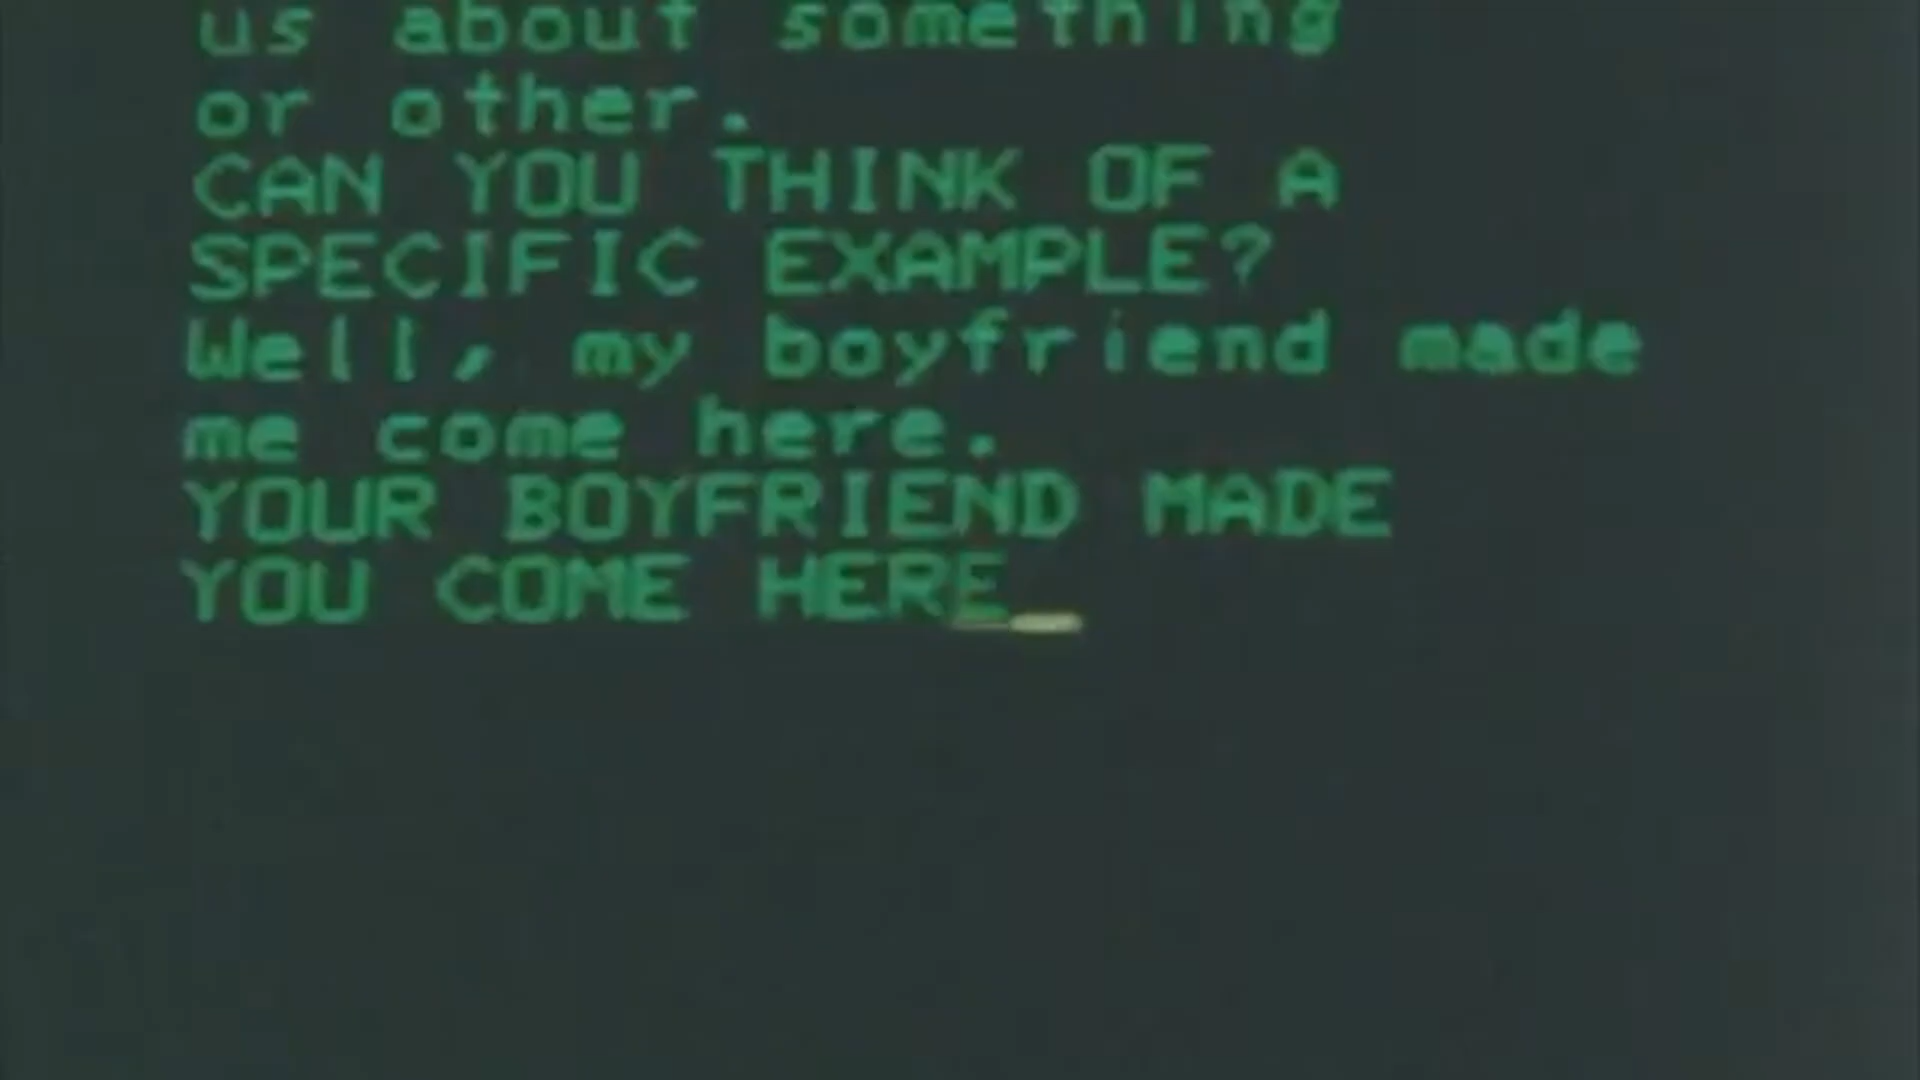 us about something
or other.
CAN YOU THINK OF A
SPECIFIC EXAMPLE?
Well, my boyfriend made
me come here.
YOUR BOYFRIEND MADE
YOU COME HERE_